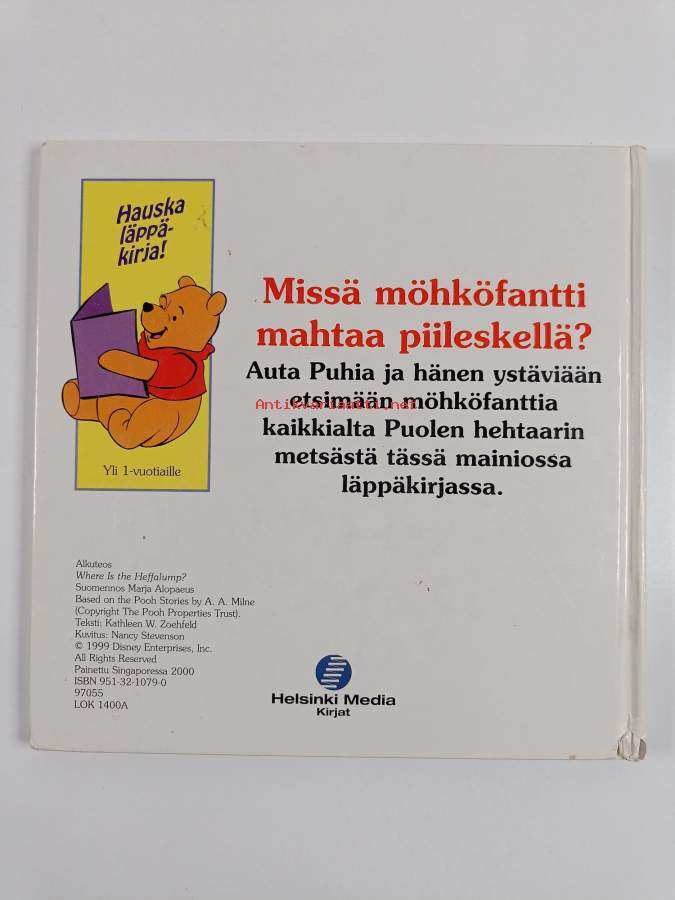 Hauska
läppä-
kirja!
Yli 1-vuotiaille
Missä möhköfantti
mahtaa piileskellä?
Auta Puhia ja hänen ystäviään
etsimään möhköfanttia
kaikkialta Puolen hehtaarin
metsästä tässä mainiossa
läppäkirjassa.
Antikvariaatti.net
Alkuteos
Where Is the Heffalump?
Suomennos Marja Alopaeus
Based on the Pooh Stories by A. A. Milne
(Copyright The Pooh Properties Trust).
Teksti: Kathleen W. Zoehfeld
Kuvitus: Nancy Stevenson
© 1999 Disney Enterprises, Inc.
All Rights Reserved
Painettu Singaporessa 2000
ISBN 951-32-1079-0
97055
LOK 1400A
Helsinki Media
Kirjat